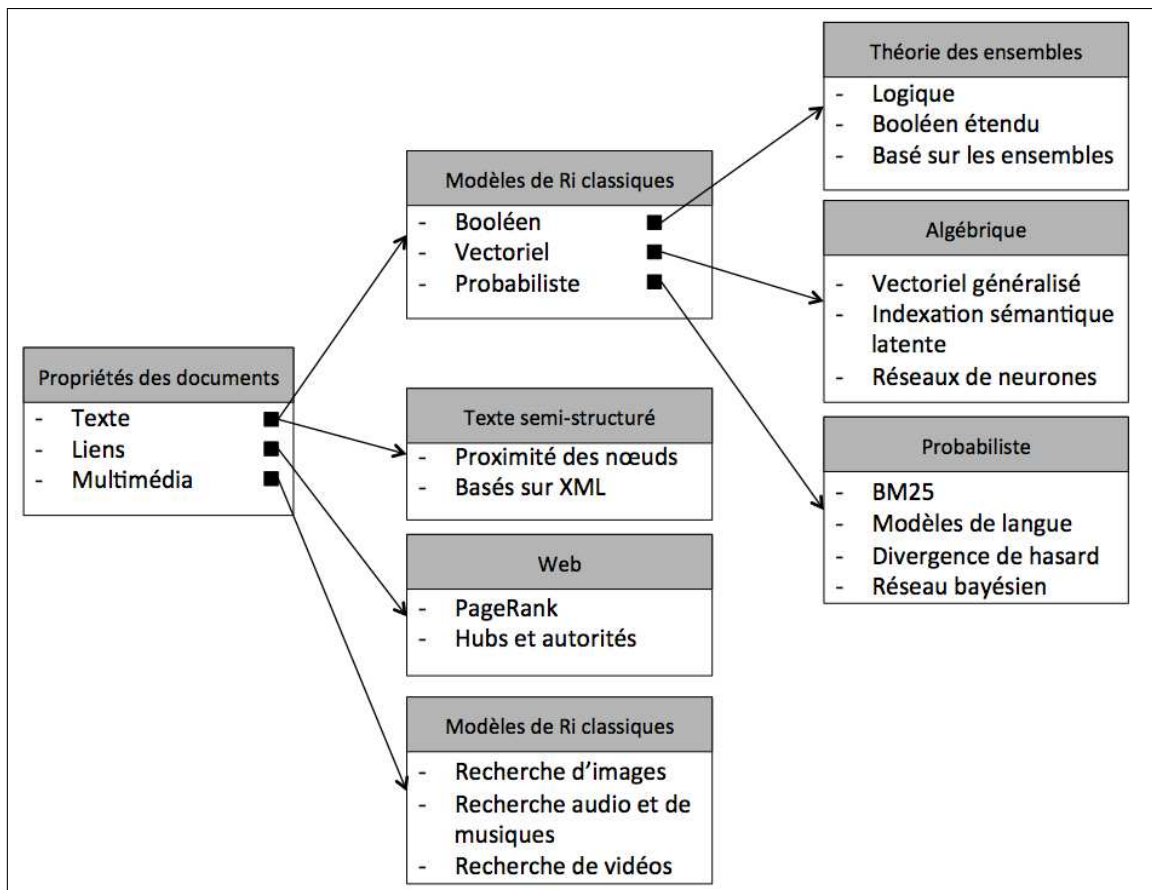 Propriétés des documents
- Texte
- Liens
- Multimédia
Modèles de Ri classiques
- Booléen
- Vectoriel
- Probabiliste
Texte semi-structuré
- Proximité des nœuds
- Basés sur XML
Web
- PageRank
- Hubs et autorités
Modèles de Ri classiques
- Recherche d’images
- Recherche audio et de
musiques
- Recherche de vidéos
Théorie des ensembles
- Logique
- Booléen étendu
- Basé sur les ensembles
Algébrique
- Vectoriel généralisé
- Indexation sémantique
latente
- Réseaux de neurones
Probabiliste
- BM25
- Modèles de langue
- Divergence de hasard
- Réseau bayésien